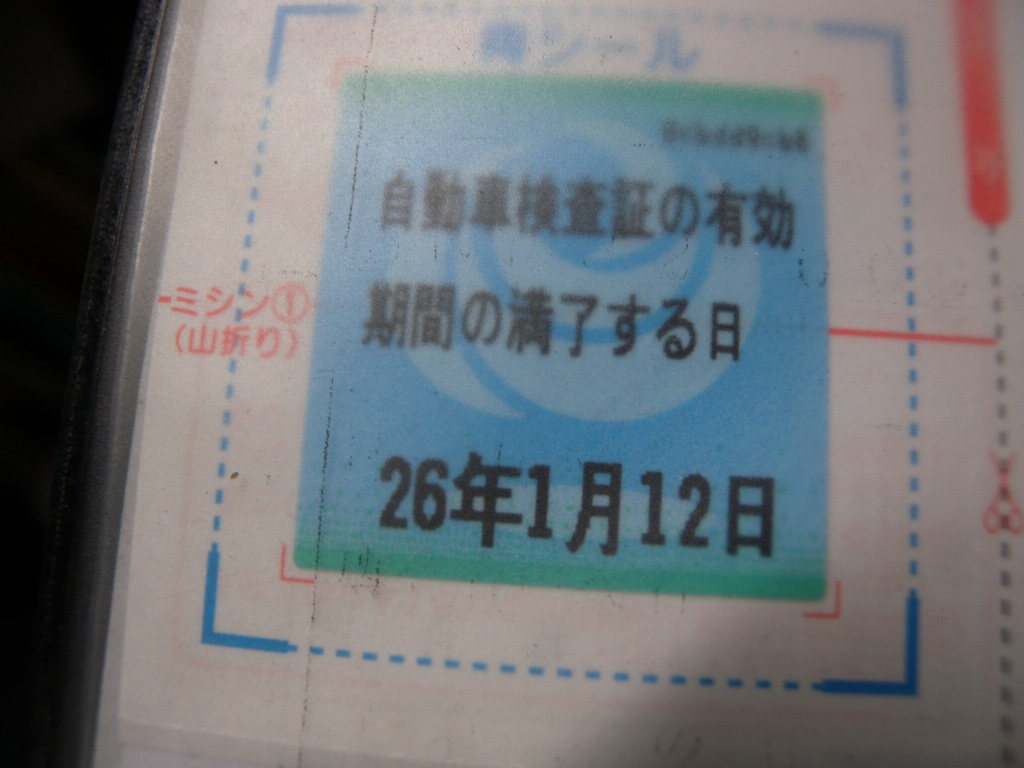 シール
自動車検査証の有効
期間の満了する日
ミシン①
(山折り)
26年1月12日